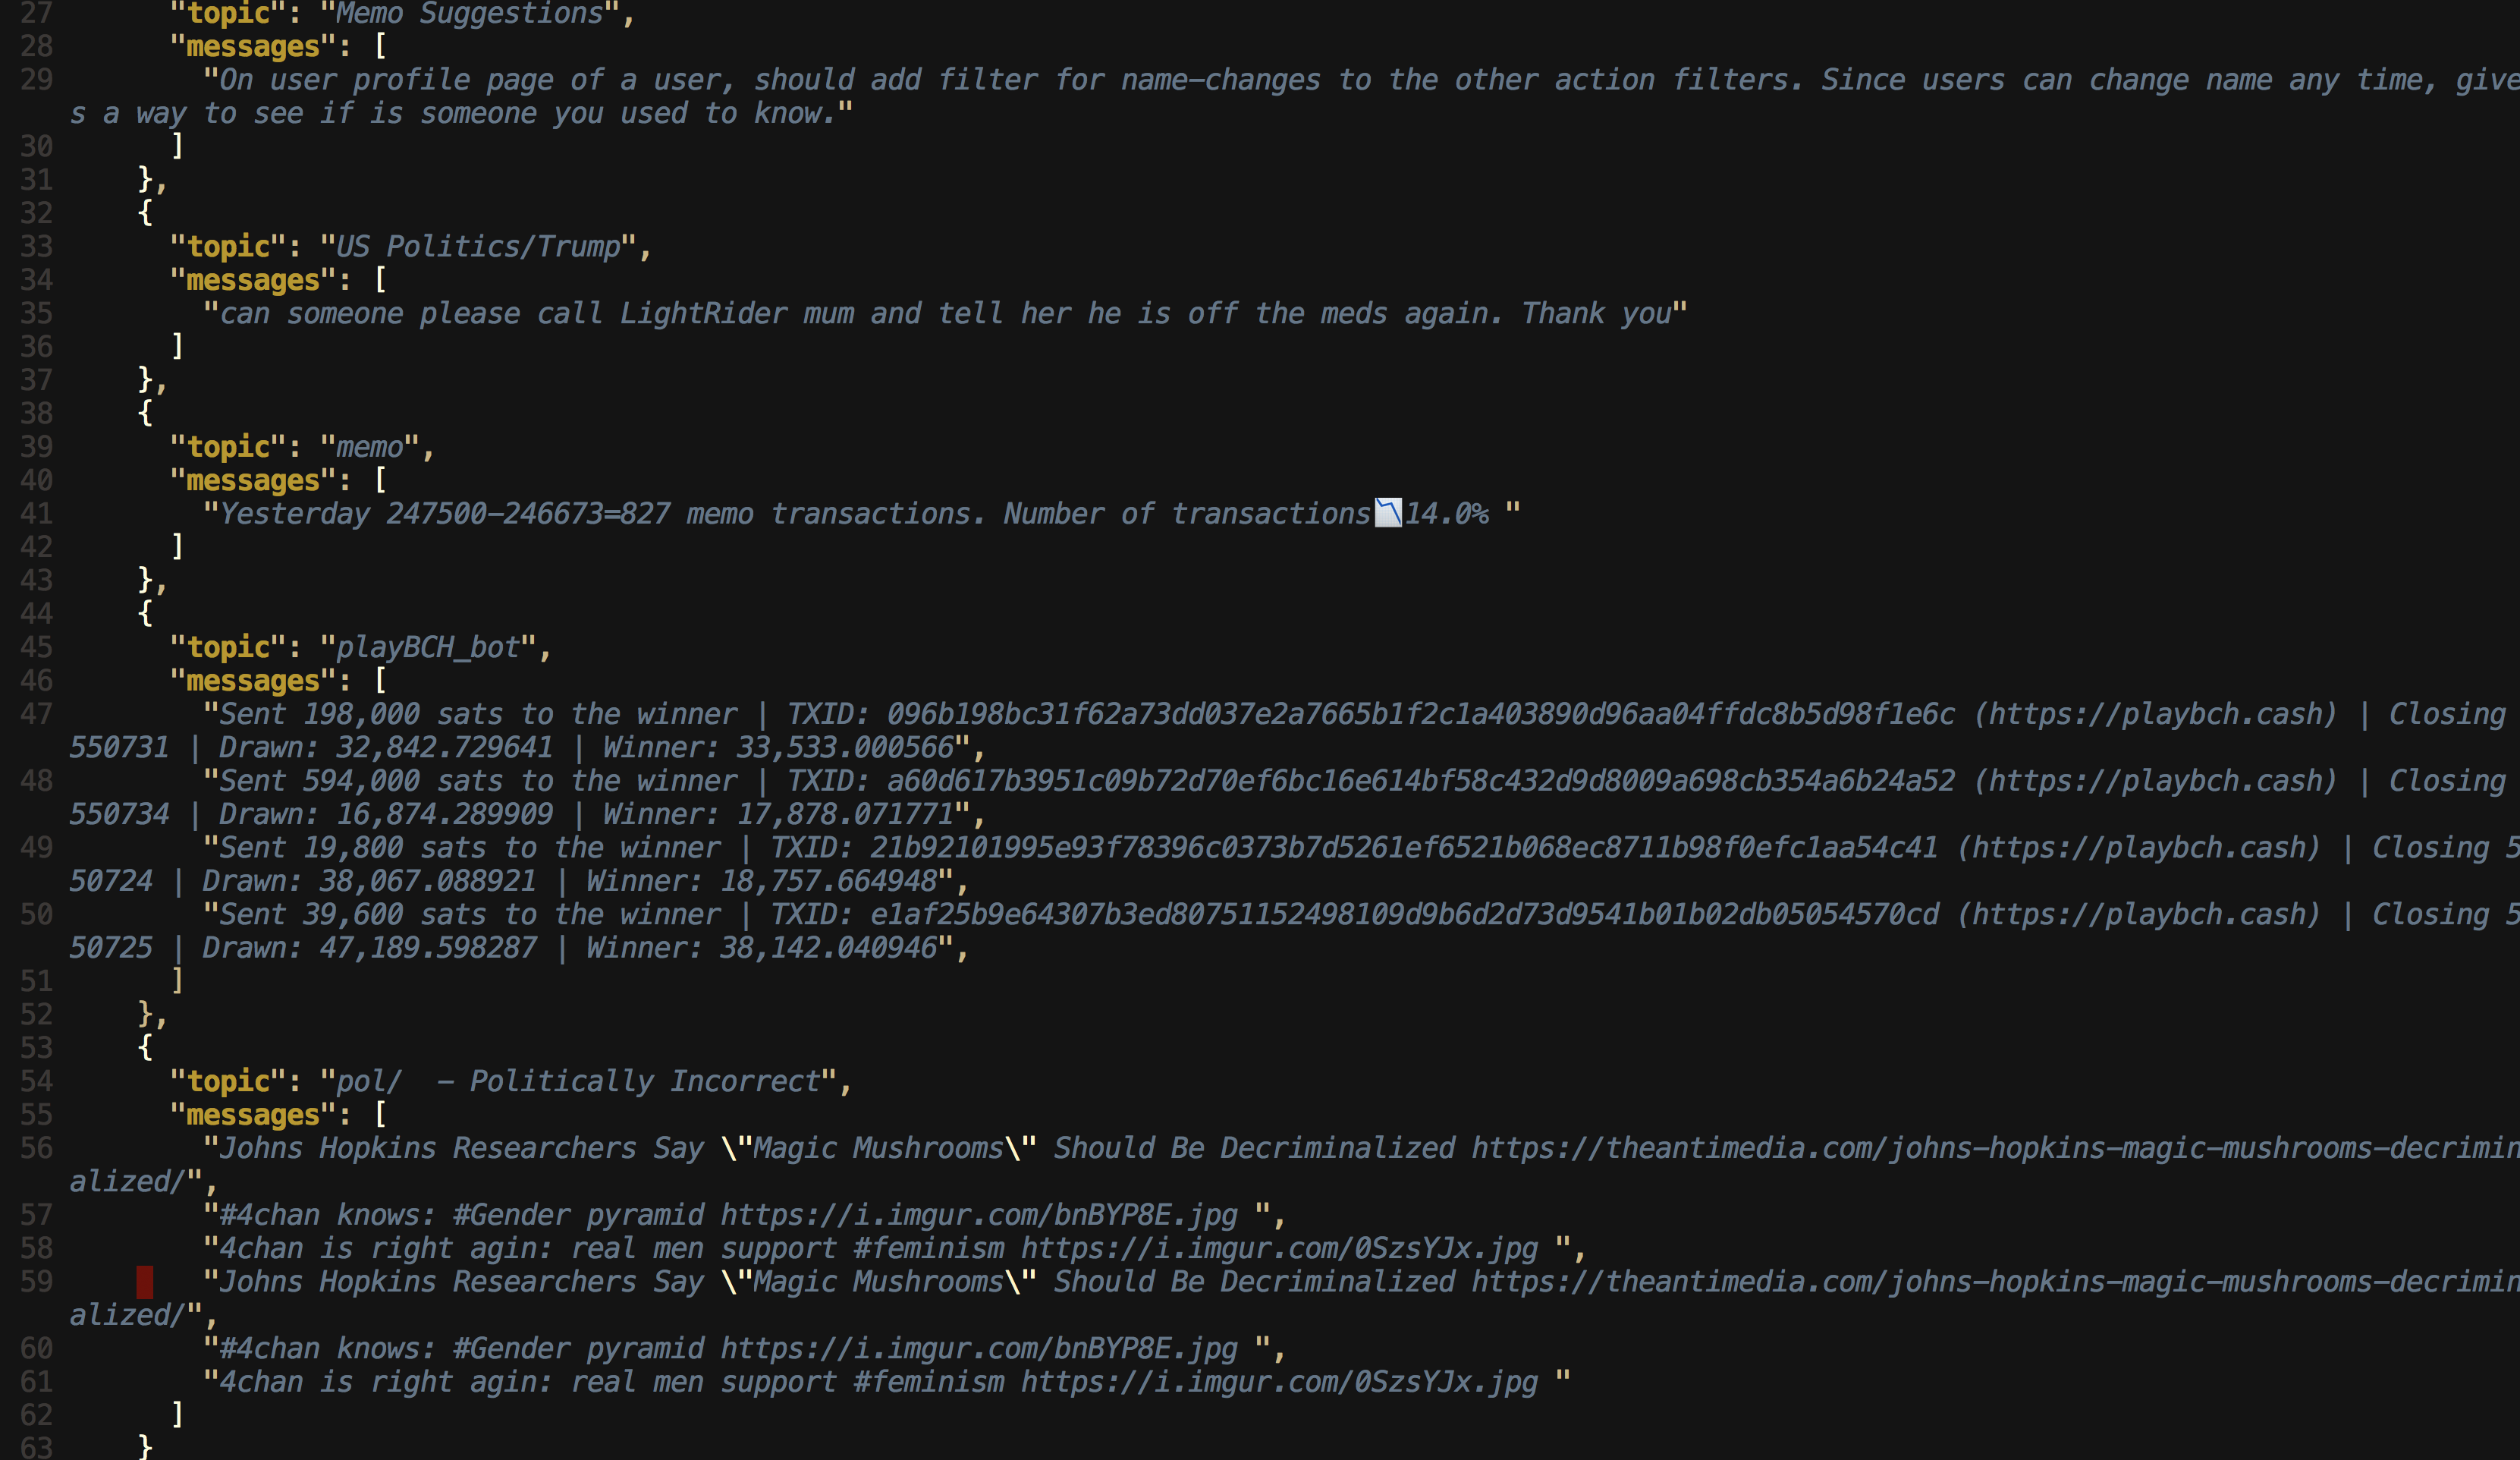 27 "topic": "Memo Suggestions",
28 "messages": [
29 "On user profile page of a user, should add filter for name-changes to the other action filters. Since users can change name any time, give
s a way to see if is someone you used to know."
30 ]
31 },
32 {
33 "topic": "US Politics/Trump",
34 "messages": [
35 "can someone please call LightRider mum and tell her he is off the meds again. Thank you"
36 ]
37 },
38 {
39 "topic": "memo",
40 "messages": [
41 "Yesterday 247500-246673=827 memo transactions. Number of transactions📉14.0% "
42 ]
43 },
44 {
45 "topic": "playBCH_bot",
46 "messages": [
47 "Sent 198,000 sats to the winner | TXID: 096b198bc31f62a73dd037e2a7665b1f2c1a403890d96aa04ffdc8b5d98f1e6c (https://playbch.cash) | Closing
550731 | Drawn: 32,842.729641 | Winner: 33,533.000566",
48 "Sent 594,000 sats to the winner | TXID: a60d617b3951c09b72d70ef6bc16e614bf58c432d9d8009a698cb354a6b24a52 (https://playbch.cash) | Closing
550734 | Drawn: 16,874.289909 | Winner: 17,878.071771",
49 "Sent 19,800 sats to the winner | TXID: 21b92101995e93f78396c0373b7d5261ef6521b068ec8711b98f0efc1aa54c41 (https://playbch.cash) | Closing 5
50724 | Drawn: 38,067.088921 | Winner: 18,757.664948",
50 "Sent 39,600 sats to the winner | TXID: e1af25b9e64307b3ed80751152498109d9b6d2d73d9541b01b02db05054570cd (https://playbch.cash) | Closing 5
50725 | Drawn: 47,189.598287 | Winner: 38,142.040946",
51 ]
52 },
53 {
54 "topic": "pol/  - Politically Incorrect",
55 "messages": [
56 "Johns Hopkins Researchers Say \"Magic Mushrooms\" Should Be Decriminalized https://theantimedia.com/johns-hopkins-magic-mushrooms-decrimin
alized/",
57 "#4chan knows: #Gender pyramid https://i.imgur.com/bnBYP8E.jpg ",
58 "4chan is right agin: real men support #feminism https://i.imgur.com/0SzsYJx.jpg ",
59 "Johns Hopkins Researchers Say \"Magic Mushrooms\" Should Be Decriminalized https://theantimedia.com/johns-hopkins-magic-mushrooms-decrimin
alized/",
60 "#4chan knows: #Gender pyramid https://i.imgur.com/bnBYP8E.jpg ",
61 "4chan is right agin: real men support #feminism https://i.imgur.com/0SzsYJx.jpg "
62 ]
63 }